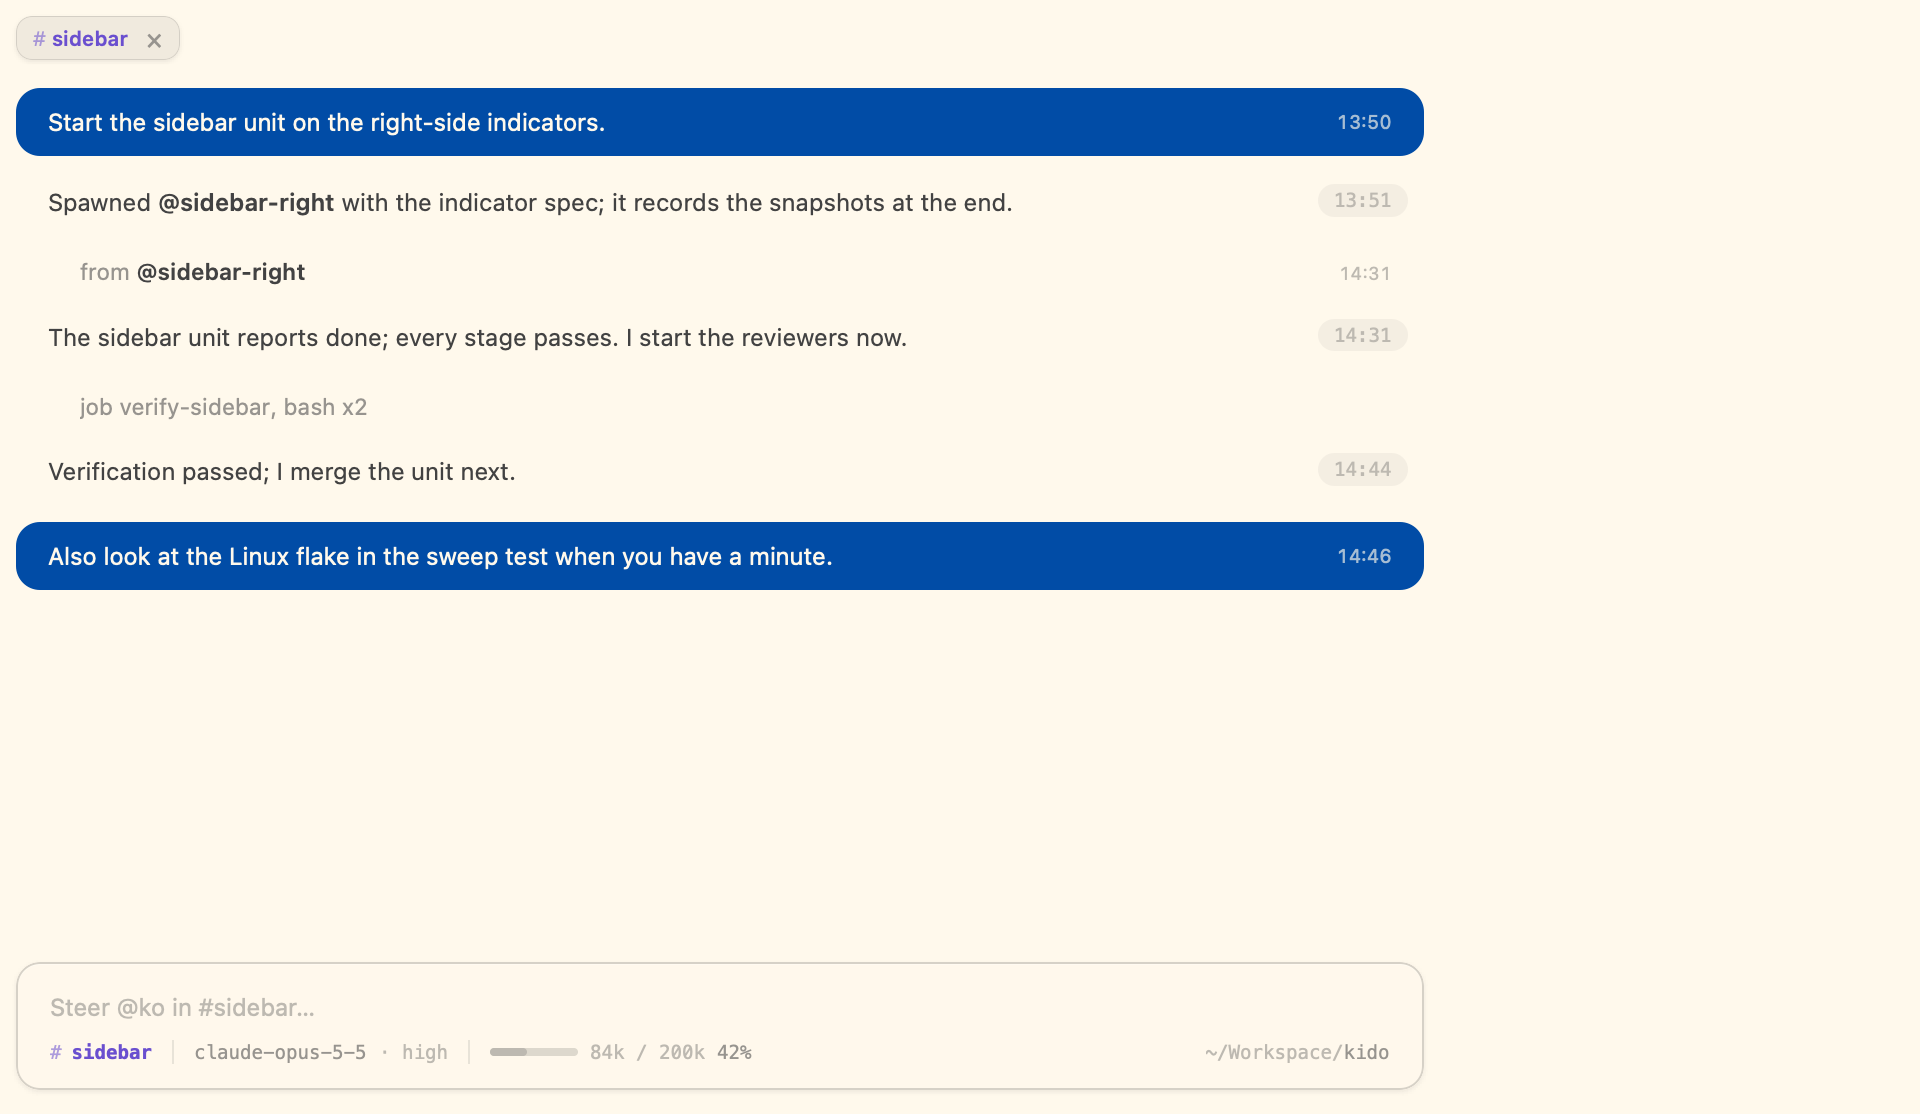 # sidebar ×
Start the sidebar unit on the right-side indicators. 13:50
Spawned @sidebar-right with the indicator spec; it records the snapshots at the end. 13:51
from @sidebar-right 14:31
The sidebar unit reports done; every stage passes. I start the reviewers now. 14:31
job verify-sidebar, bash x2
Verification passed; I merge the unit next. 14:44
Also look at the Linux flake in the sweep test when you have a minute. 14:46
Steer @ko in #sidebar...
# sidebar claude-opus-5-5 · high 84k / 200k 42% ~/Workspace/kido